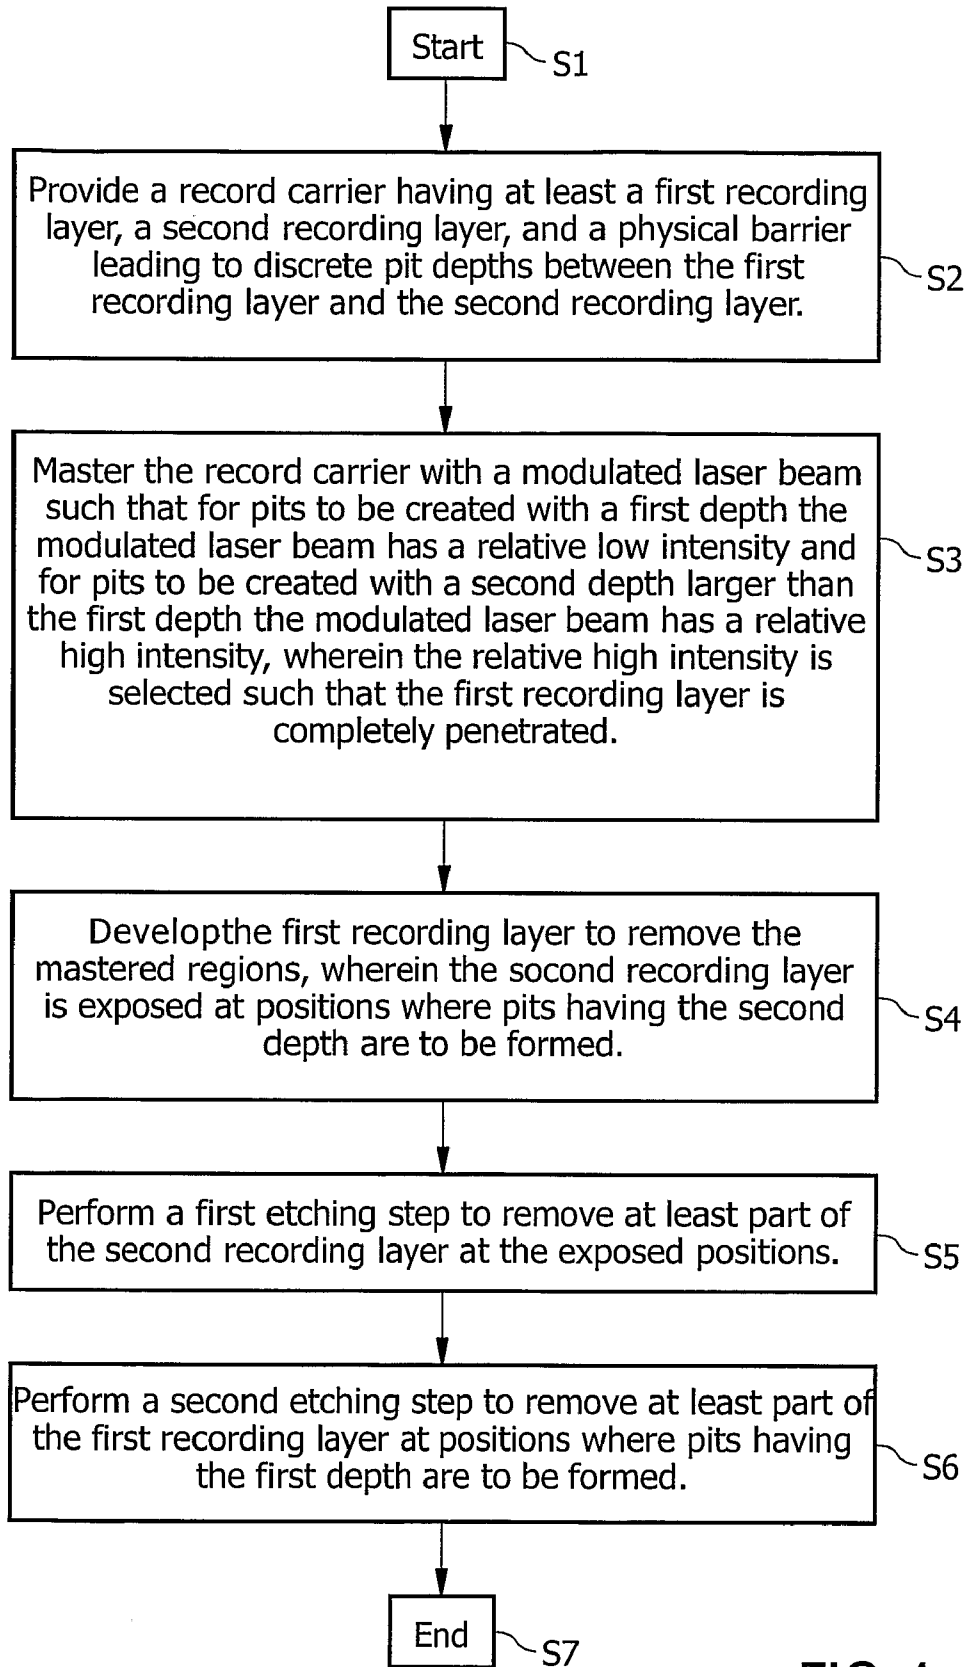 Start
S1
Provide a record carrier having at least a first recording
layer, a second recording layer, and a physical barrier
leading to discrete pit depths between the first
recording layer and the second recording layer.
S2
Master the record carrier with a modulated laser beam
such that for pits to be created with a first depth the
modulated laser beam has a relative low intensity and
for pits to be created with a second depth larger than
the first depth the modulated laser beam has a relative
high intensity, wherein the relative high intensity is
selected such that the first recording layer is
completely penetrated.
S3
Developthe first recording layer to remove the
mastered regions, wherein the socond recording layer
is exposed at positions where pits having the second
depth are to be formed.
S4
Perform a first etching step to remove at least part of
the second recording layer at the exposed positions.
S5
Perform a second etching step to remove at least part of
the first recording layer at positions where pits having
the first depth are to be formed.
S6
End
S7